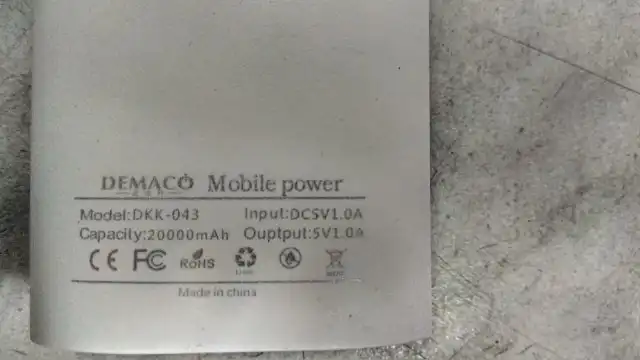 DEMACO Mobile power
Model:DKK-043 Input:DC5V1.0A
Capacity:20000mAh Ouptput:5V1.0A
CE FC RoHS
Made in china